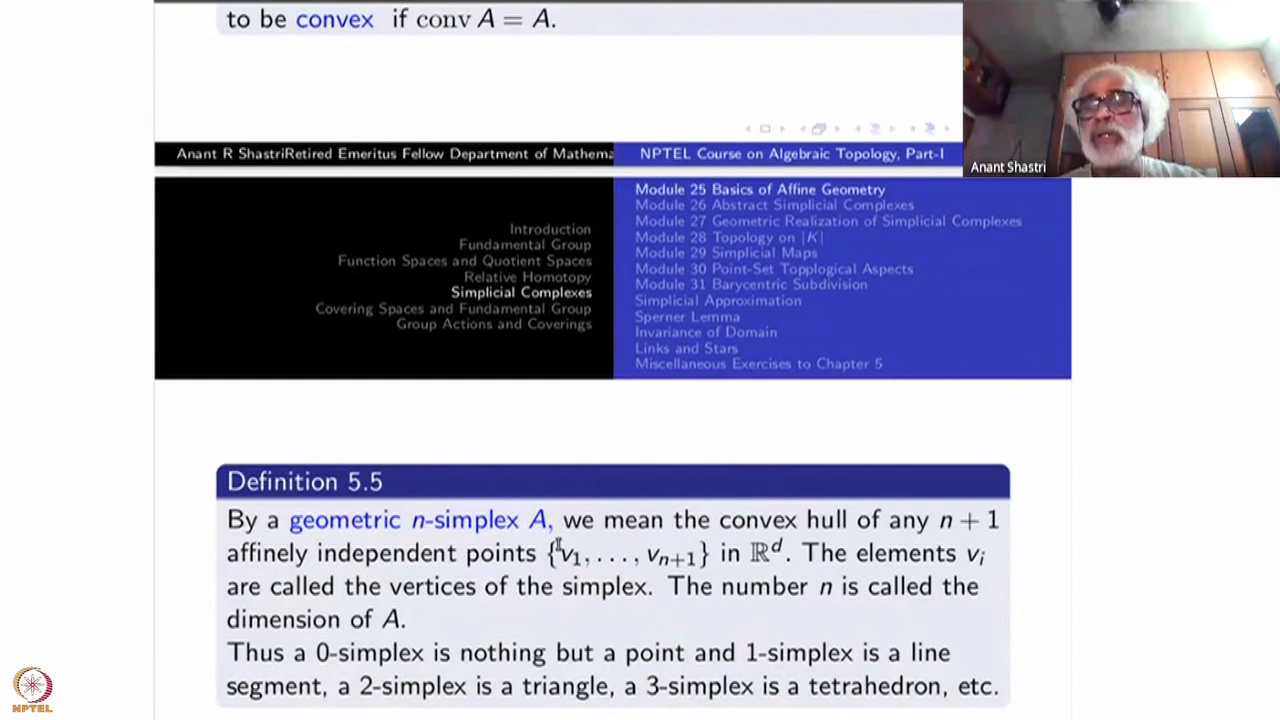 to be convex if conv A = A.
Anant R ShastriRetired Emeritus Fellow Department of Mathema
NPTEL Course on Algebraic Topology, Part-I
Anant Shastri
Introduction
Fundamental Group
Function Spaces and Quotient Spaces
Relative Homotopy
Simplicial Complexes
Covering Spaces and Fundamental Group
Group Actions and Coverings
Module 25 Basics of Affine Geometry
Module 26 Abstract Simplicial Complexes
Module 27 Geometric Realization of Simplicial Complexes
Module 28 Topology on |K|
Module 29 Simplicial Maps
Module 30 Point-Set Topplogical Aspects
Module 31 Barycentric Subdivision
Simplicial Approximation
Sperner Lemma
Invariance of Domain
Links and Stars
Miscellaneous Exercises to Chapter 5
Definition 5.5
By a geometric n-simplex A, we mean the convex hull of any n + 1
affinely independent points {v₁, . . . , vₙ₊₁} in ℝᵈ. The elements vᵢ
are called the vertices of the simplex. The number n is called the
dimension of A.
Thus a 0-simplex is nothing but a point and 1-simplex is a line
segment, a 2-simplex is a triangle, a 3-simplex is a tetrahedron, etc.
NPTEL